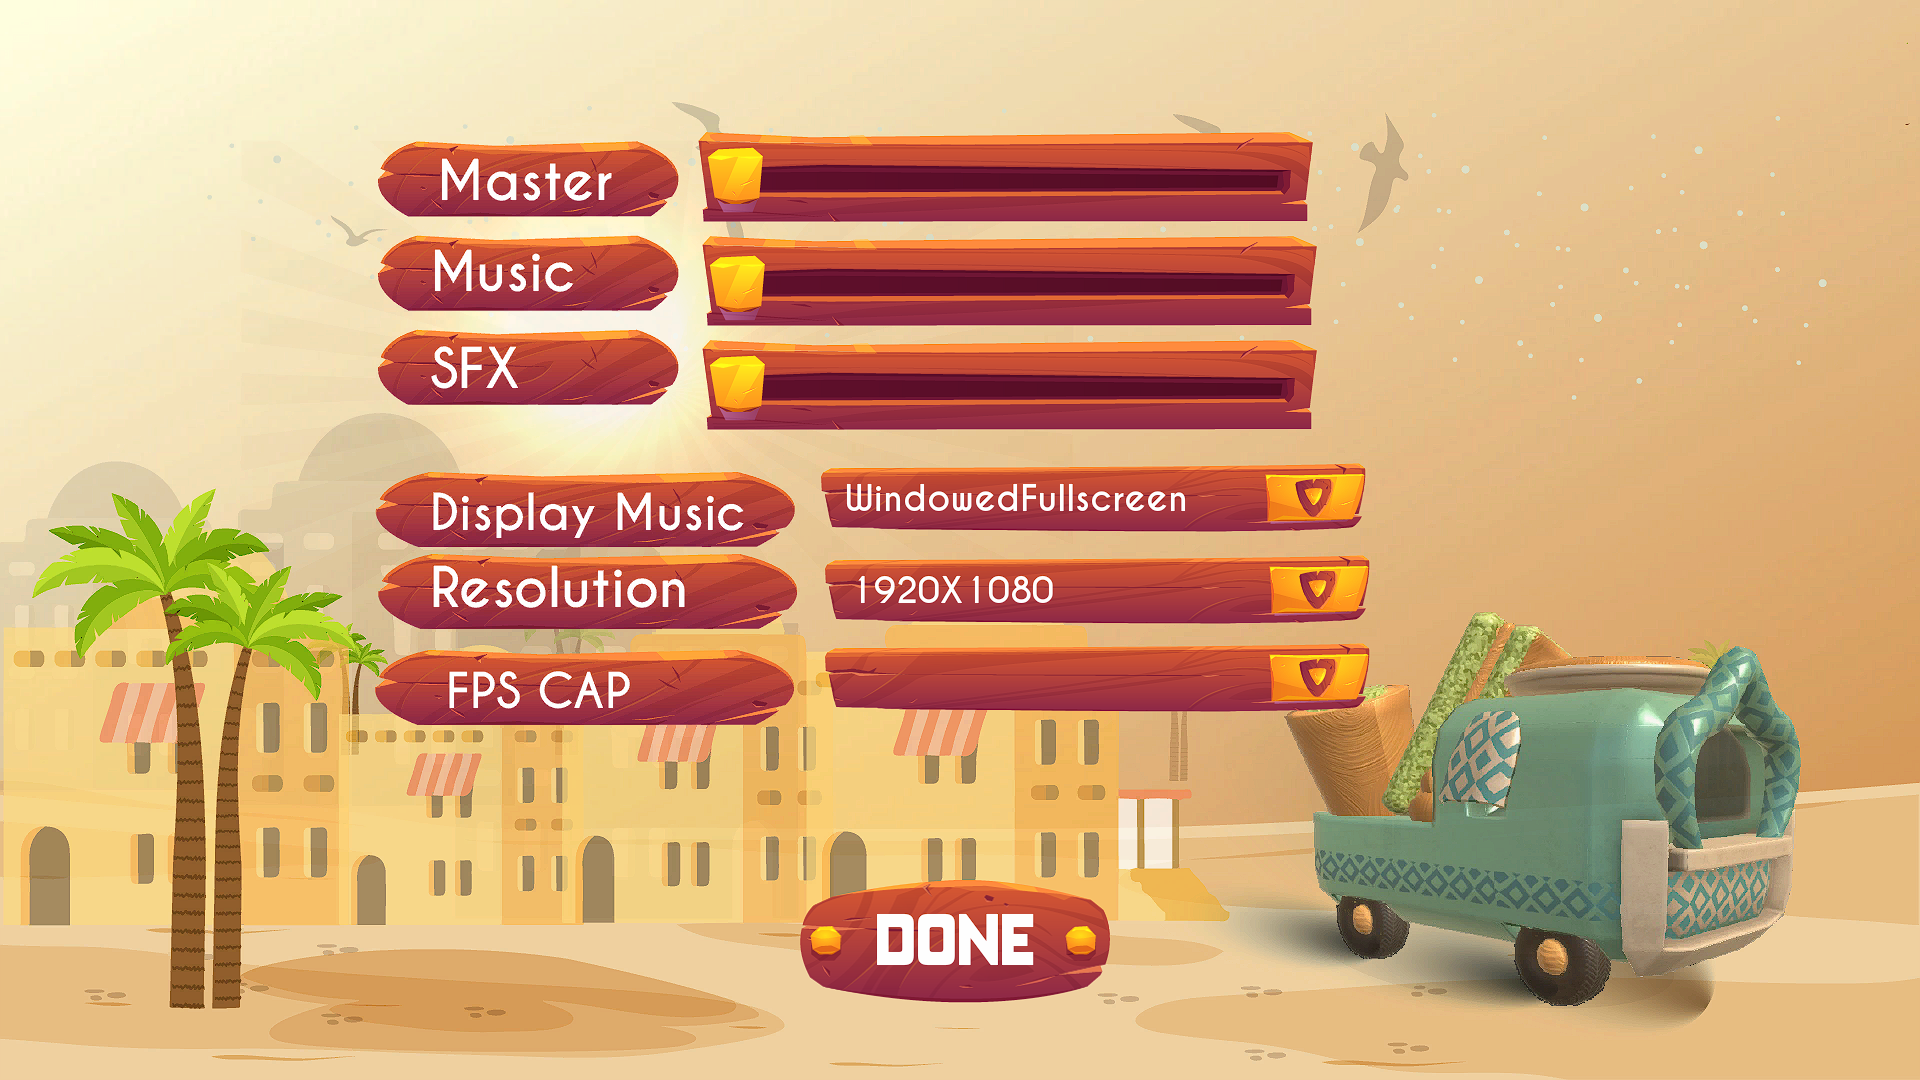 Master
Music
SFX
Display Music
WindowedFullscreen
Resolution
1920X1080
FPS CAP
DONE